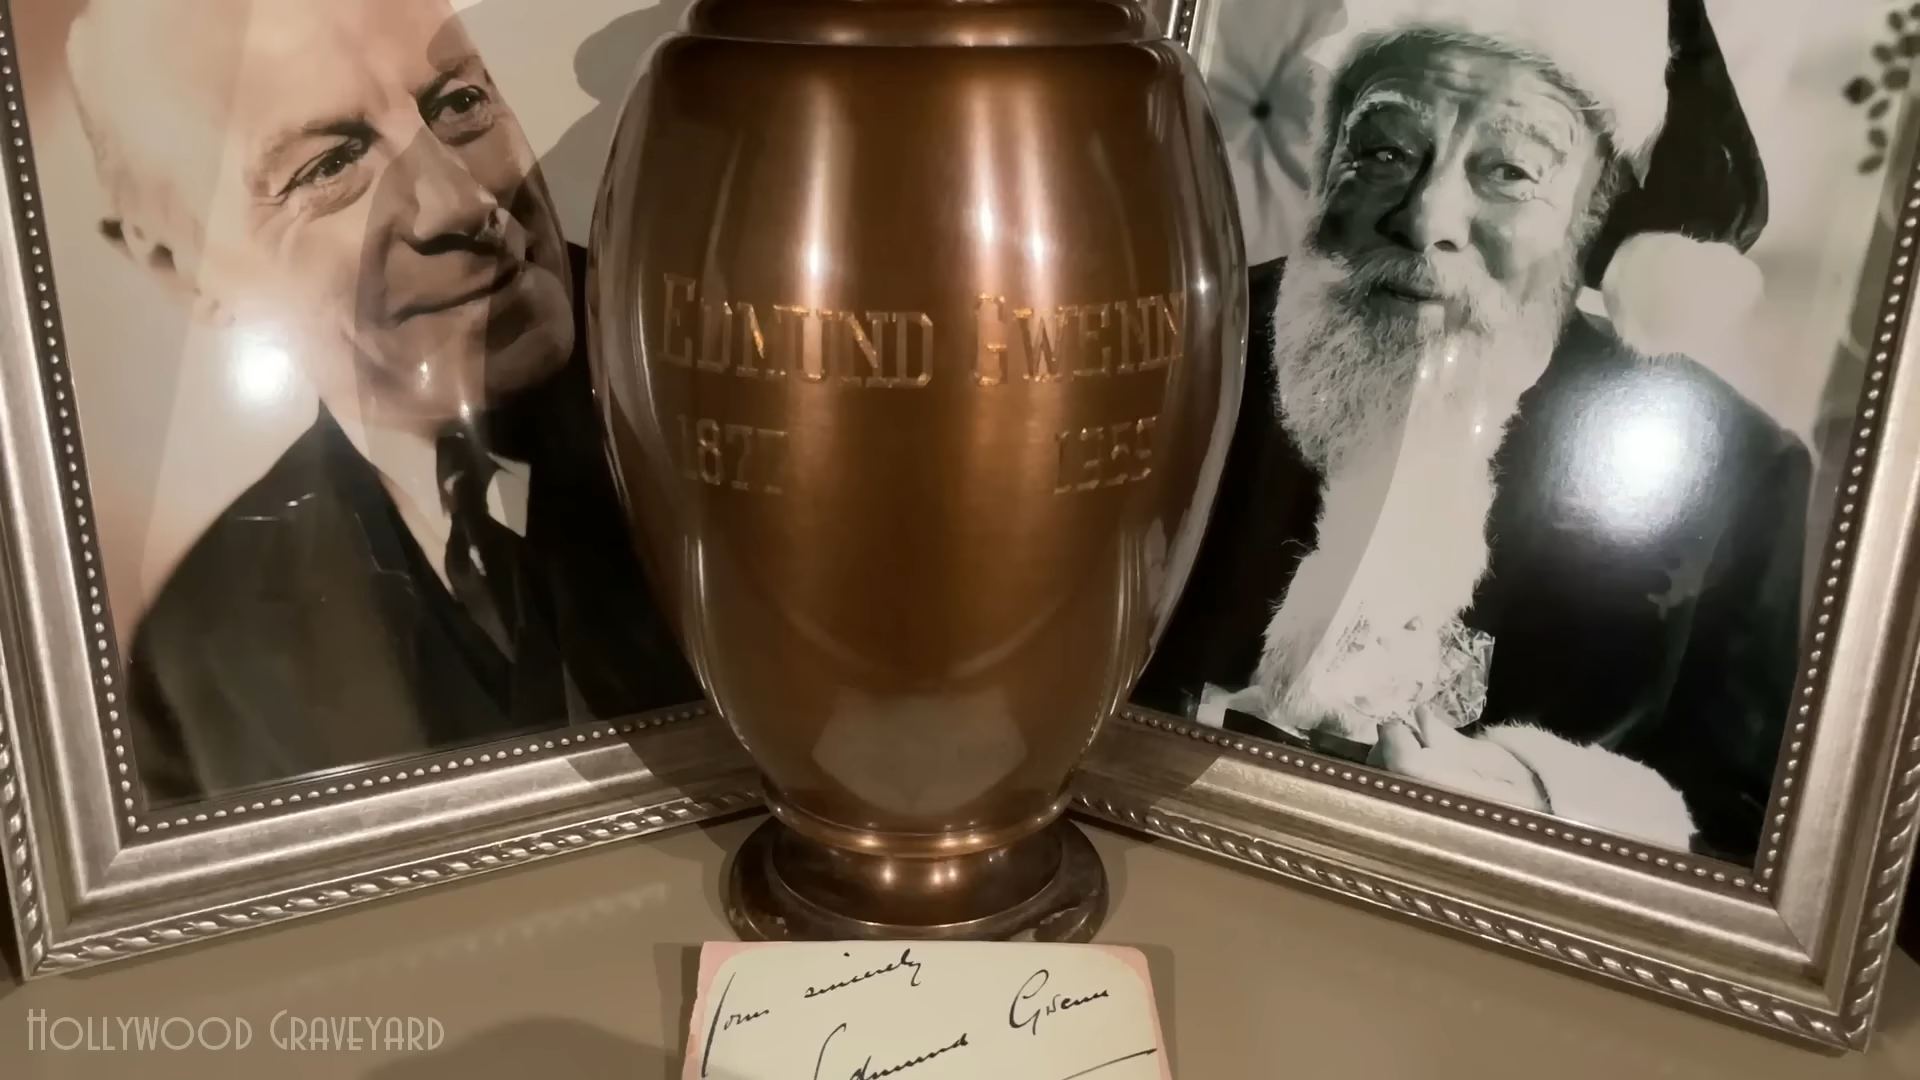 EDMUND GWENN
1877 1959
Yours sincerely
Edmund Gwenn
HOLLYWOOD GRAVEYARD